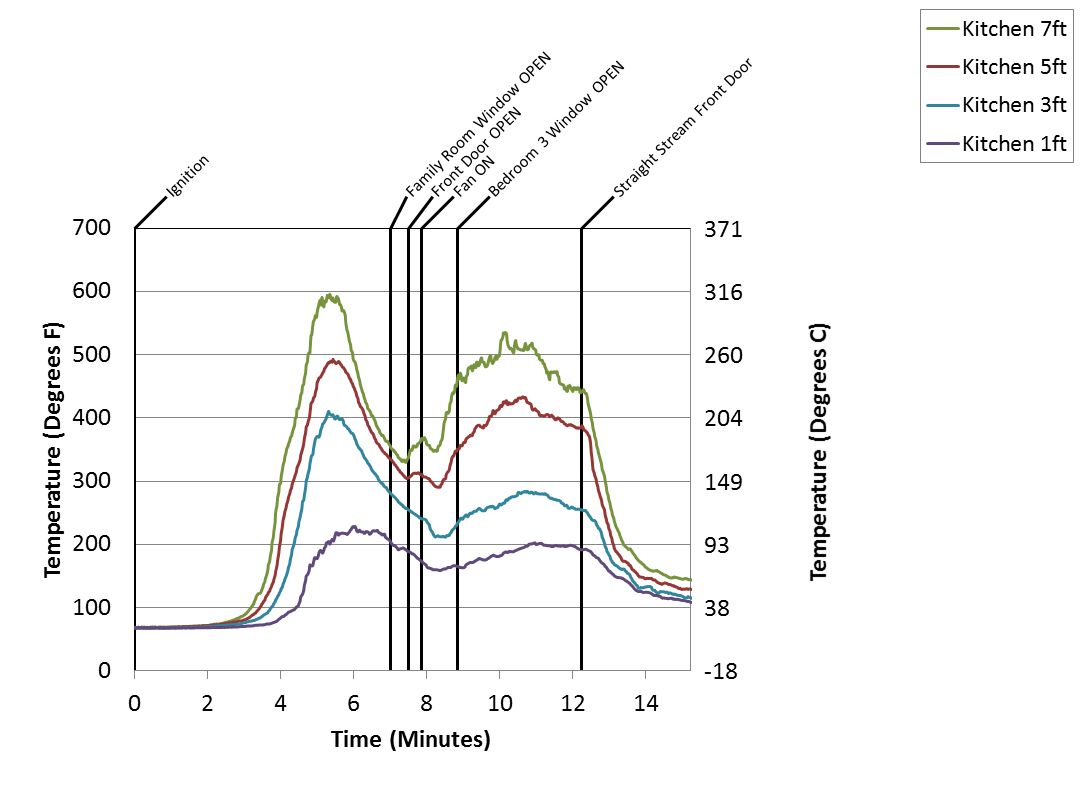 Kitchen 7ft
Kitchen 5ft
Kitchen 3ft
Kitchen 1ft
Ignition
Family Room Window OPEN
Front Door OPEN
Fan ON
Bedroom 3 Window OPEN
Straight Stream Front Door
700
600
500
400
300
200
100
0
Temperature (Degrees F)
371
316
260
204
149
93
38
-18
Temperature (Degrees C)
0 2 4 6 8 10 12 14
Time (Minutes)